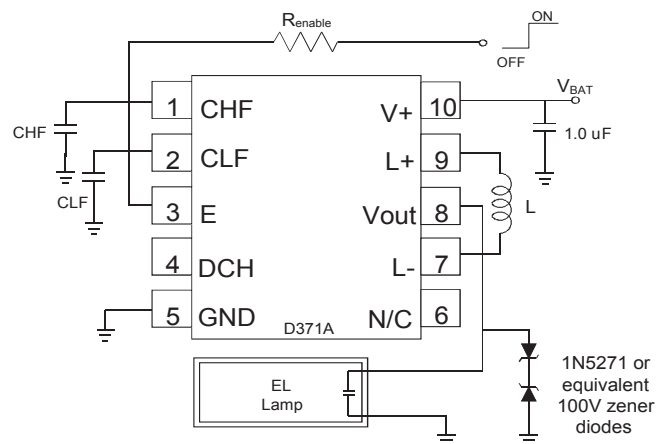 Renable
ON
OFF
1 CHF
V+ 10
VBAT
CHF
1.0 uF
2 CLF
L+ 9
CLF
L
3 E
Vout 8
4 DCH
L- 7
5 GND
N/C 6
D371A
EL
Lamp
1N5271 or
equivalent
100V zener
diodes